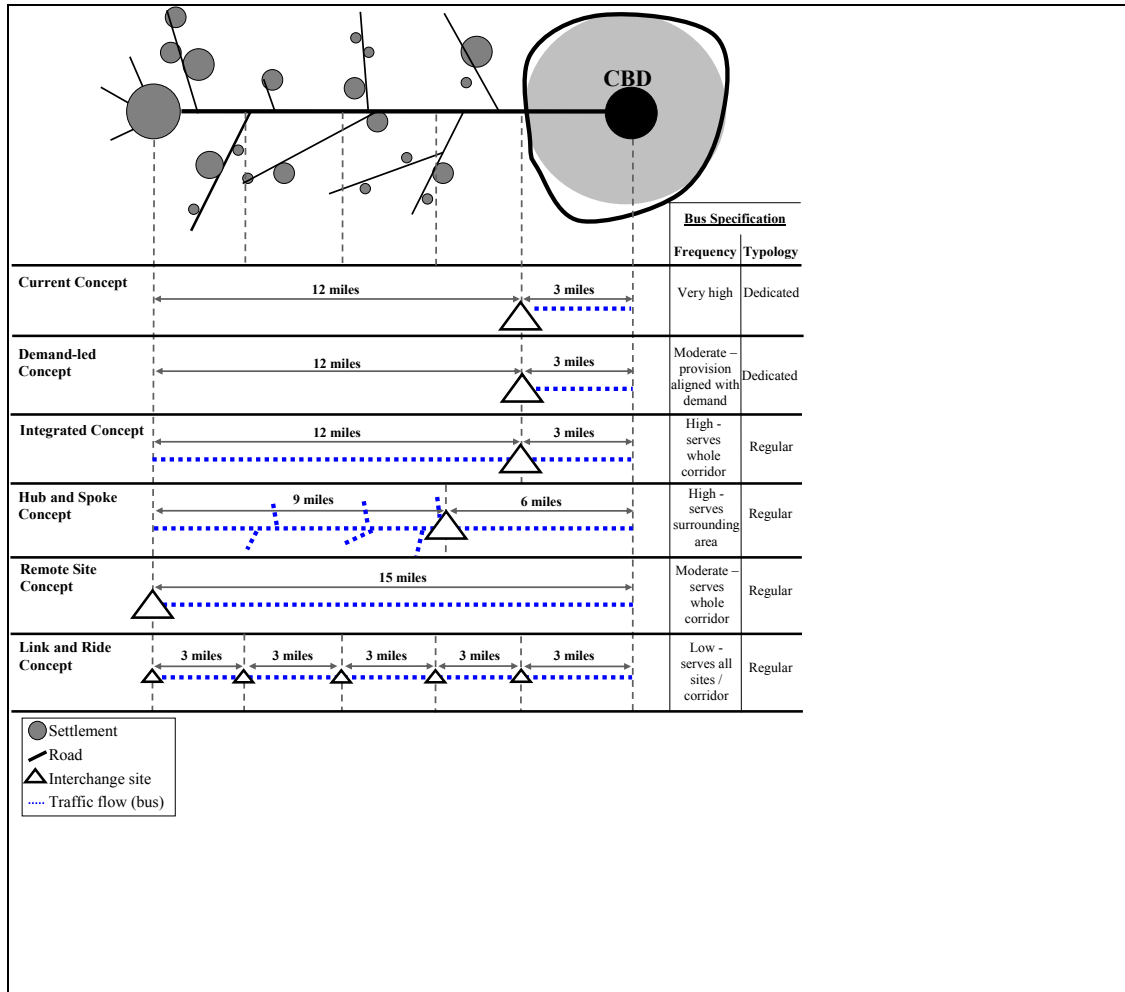 CBD
Bus Specification
Frequency Typology
Current Concept
12 miles
3 miles
Very high
Dedicated
Demand-led
Concept
12 miles
3 miles
Moderate –
provision
aligned with
demand
Dedicated
Integrated Concept
12 miles
3 miles
High -
serves
whole
corridor
Regular
Hub and Spoke
Concept
9 miles
6 miles
High -
serves
surrounding
area
Regular
Remote Site
Concept
15 miles
Moderate –
serves
whole
corridor
Regular
Link and Ride
Concept
3 miles
3 miles
3 miles
3 miles
3 miles
Low -
serves all
sites /
corridor
Regular
Settlement
Road
Interchange site
Traffic flow (bus)